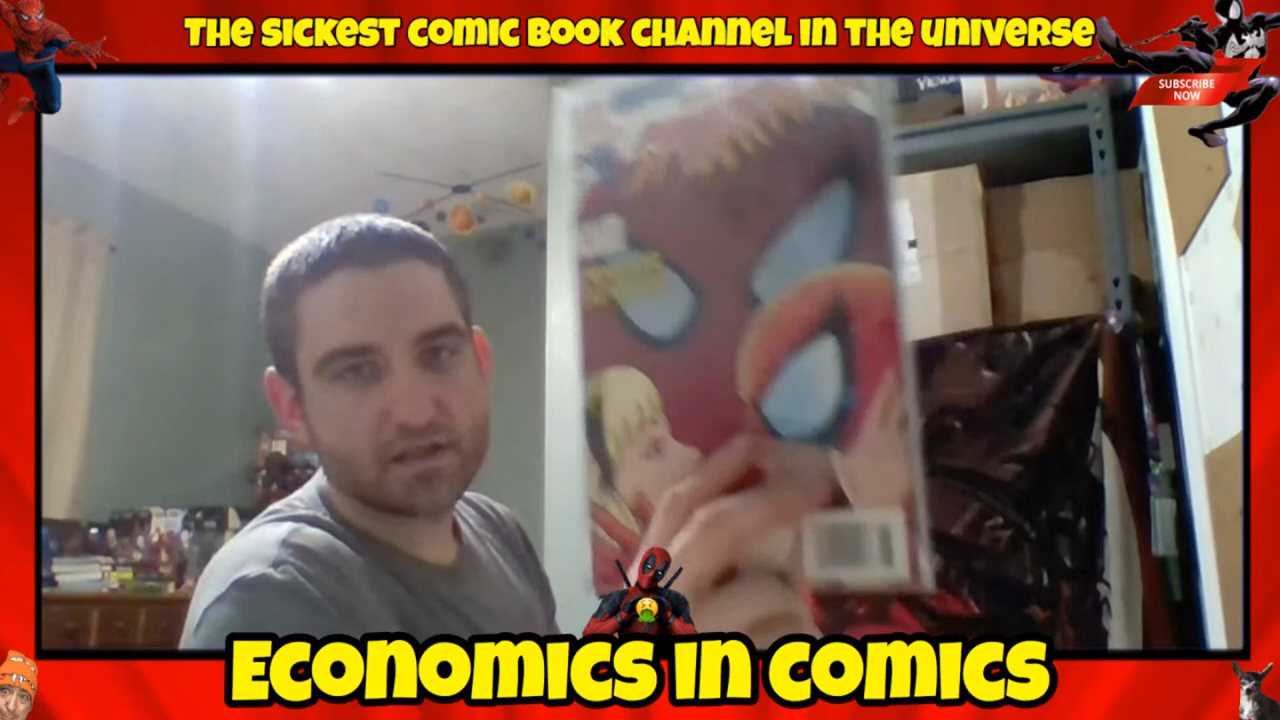 THE SICKEST COMIC BOOK CHANNEL IN THE UNIVERSE
SUBSCRIBE
NOW
ECONOMICS IN COMICS